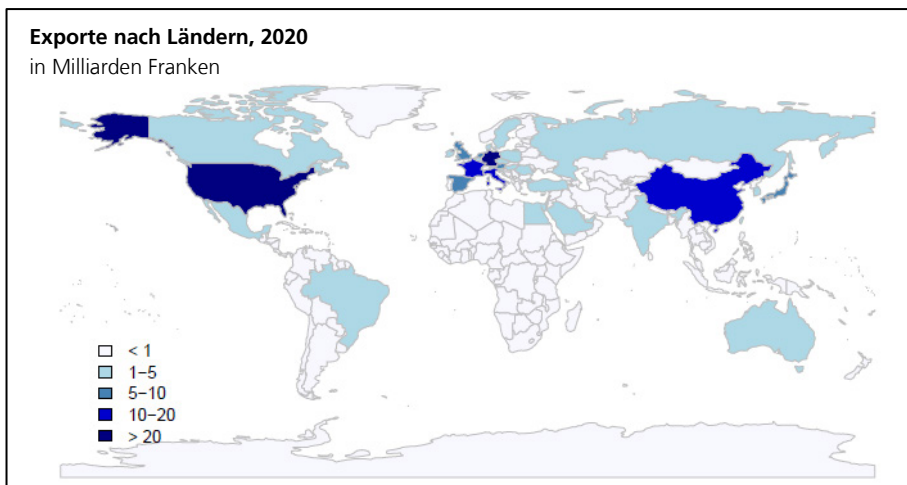 Exporte nach Ländern, 2020
in Milliarden Franken
< 1
1–5
5–10
10–20
> 20